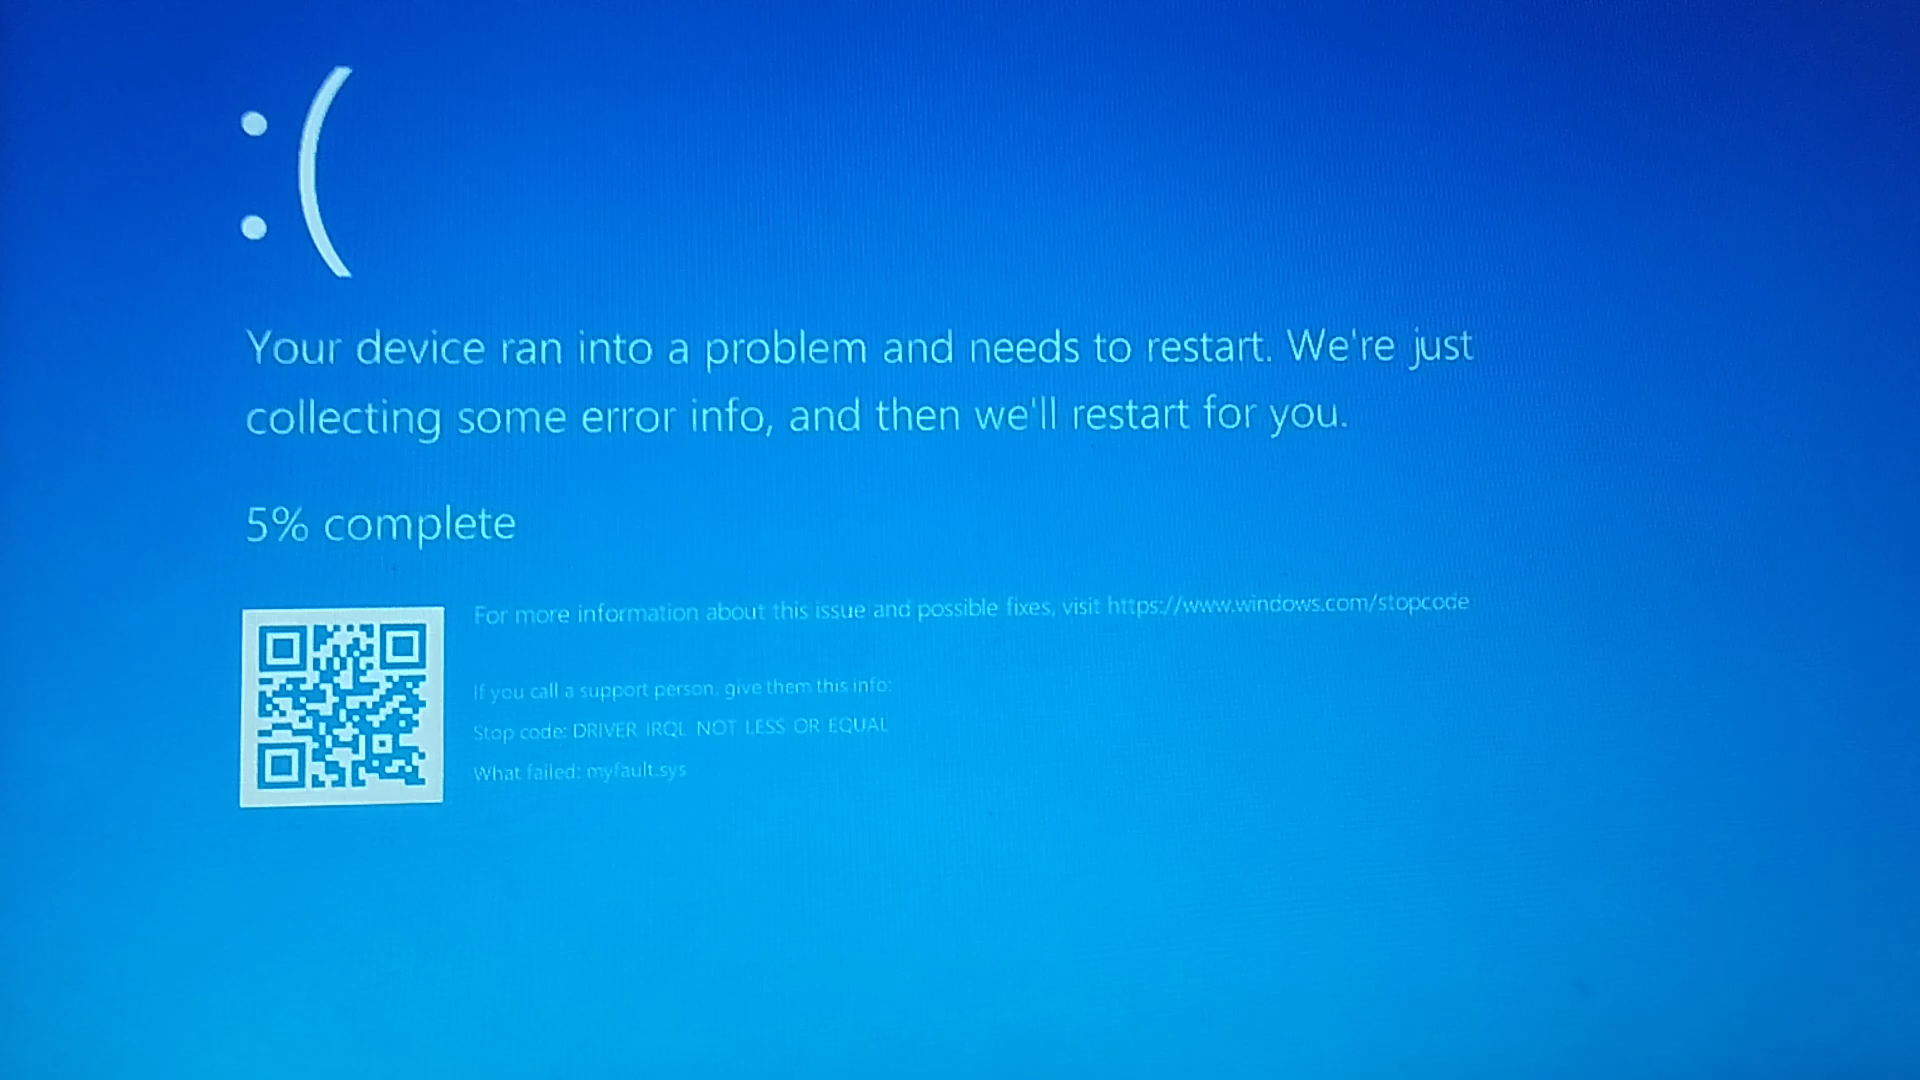 :(
Your device ran into a problem and needs to restart. We're just
collecting some error info, and then we'll restart for you.
5% complete
For more information about this issue and possible fixes, visit https://www.windows.com/stopcode
If you call a support person, give them this info:
Stop code: DRIVER IRQL NOT LESS OR EQUAL
What failed: myfault.sys